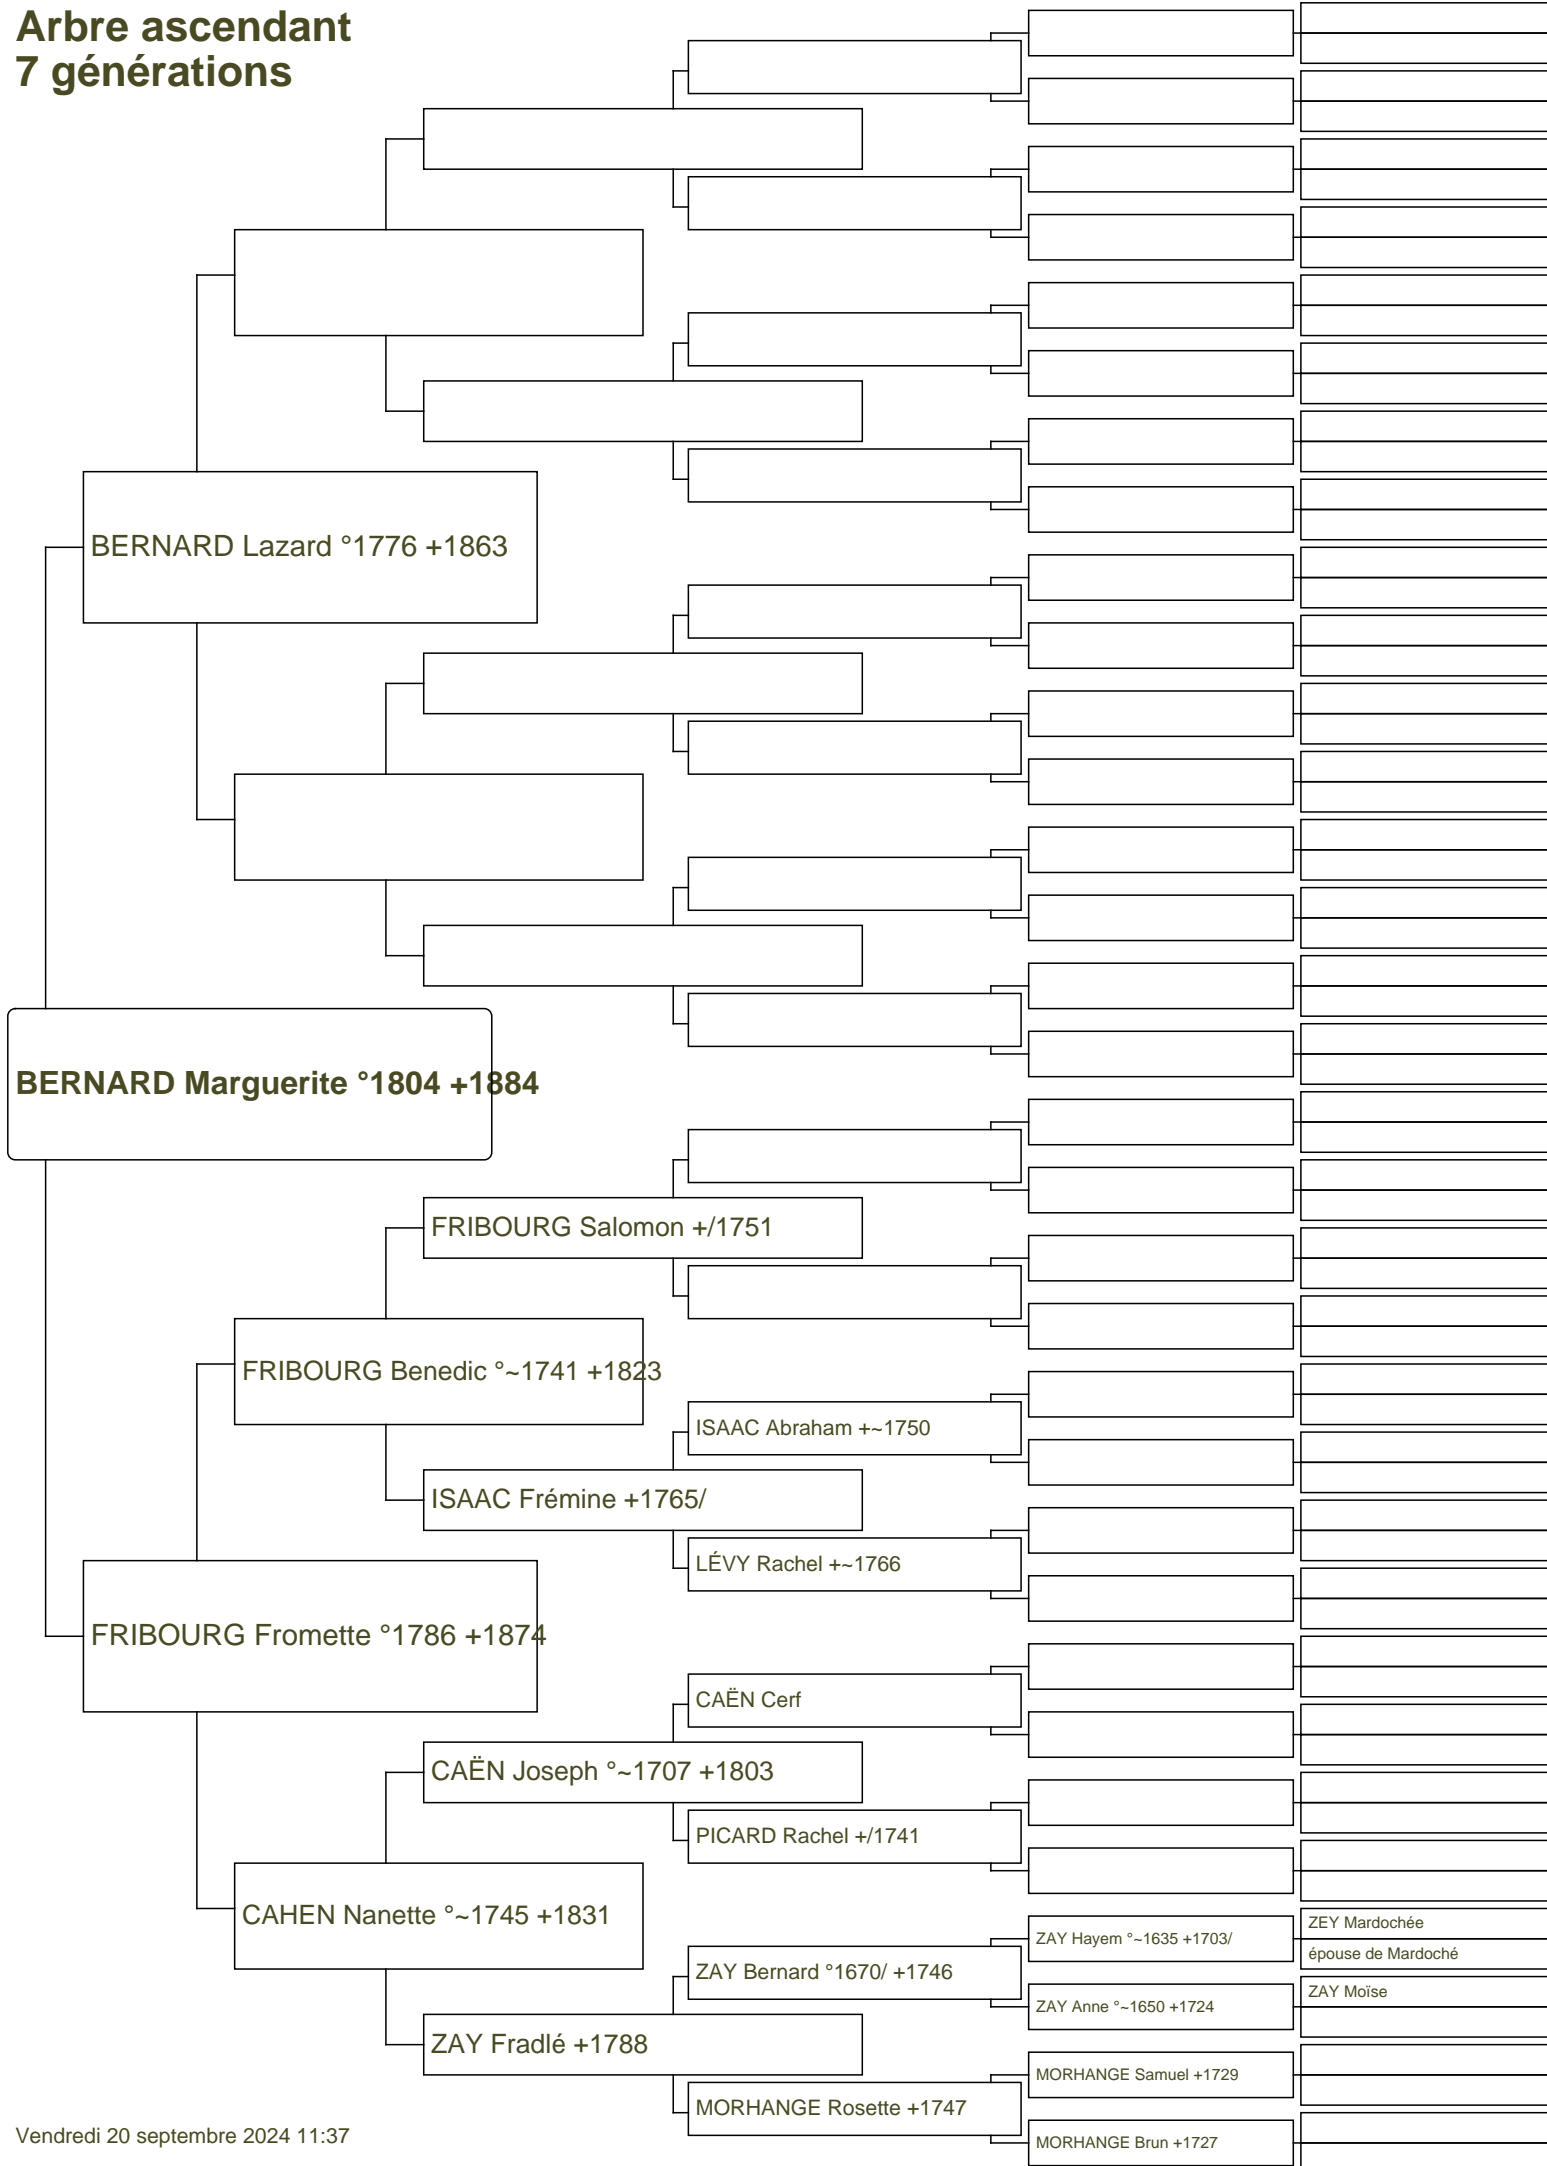 Arbre ascendant
7 générations
BERNARD Lazard °1776 +1863
BERNARD Marguerite °1804 +1884
FRIBOURG Salomon +/1751
FRIBOURG Benedic °~1741 +1823
ISAAC Abraham +~1750
ISAAC Frémine +1765/
LÉVY Rachel +~1766
FRIBOURG Fromette °1786 +1874
CAËN Cerf
CAËN Joseph °~1707 +1803
PICARD Rachel +/1741
CAHEN Nanette °~1745 +1831
ZEY Mardochée
ZAY Hayem °~1635 +1703/
épouse de Mardoché
ZAY Bernard °1670/ +1746
ZAY Moïse
ZAY Anne °~1650 +1724
ZAY Fradlé +1788
MORHANGE Samuel +1729
MORHANGE Rosette +1747
MORHANGE Brun +1727
Vendredi 20 septembre 2024 11:37